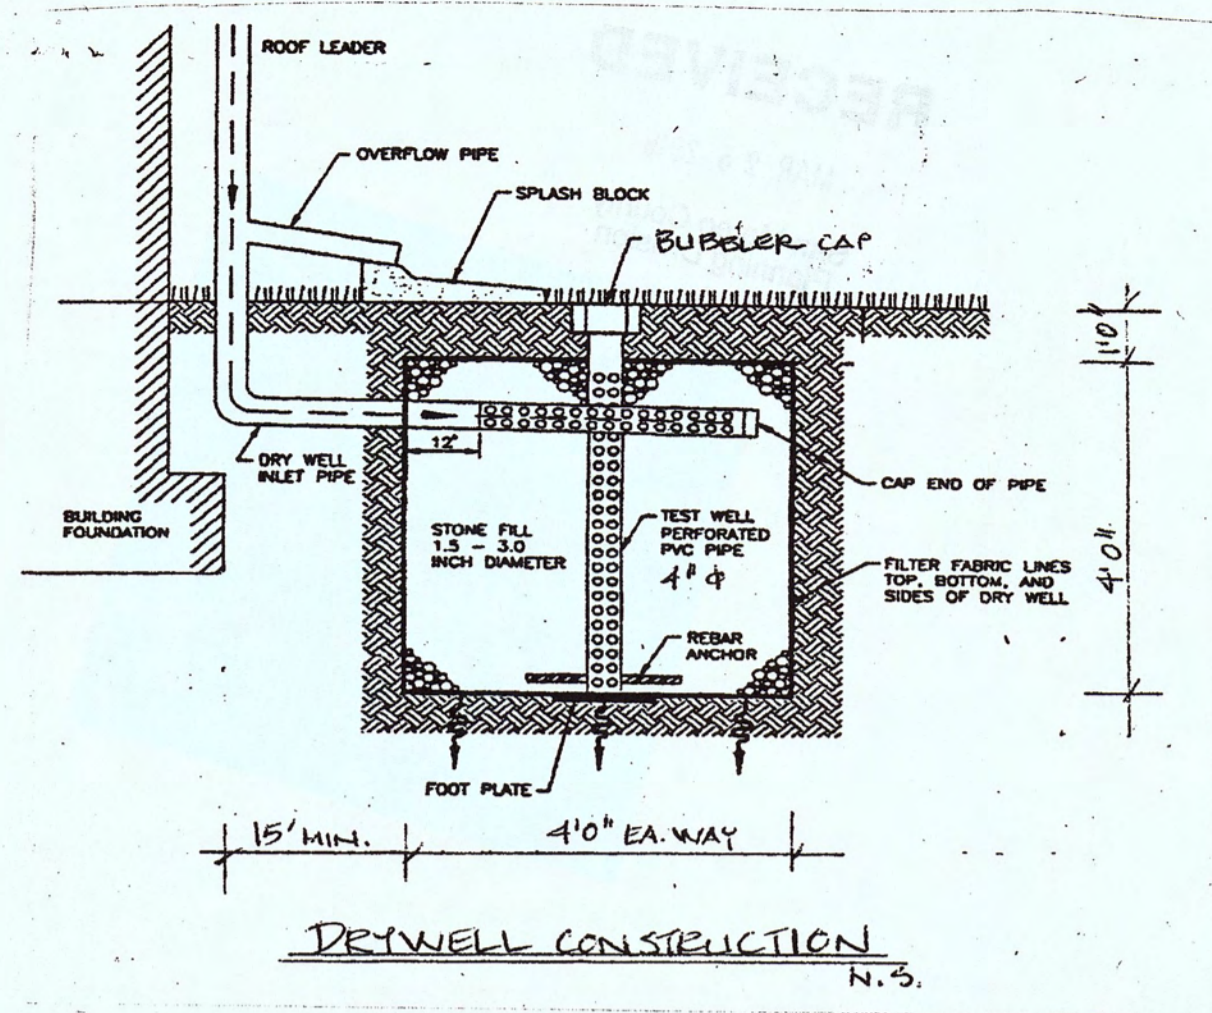 RECEIVED
ROOF LEADER
OVERFLOW PIPE
SPLASH BLOCK
BUBBLER CAP
1'0"
12"
DRY WELL
INLET PIPE
CAP END OF PIPE
BUILDING
FOUNDATION
STONE FILL
1.5 - 3.0
INCH DIAMETER
TEST WELL
PERFORATED
PVC PIPE
4" φ
FILTER FABRIC LINES
TOP, BOTTOM, AND
SIDES OF DRY WELL
4'0"
REBAR
ANCHOR
FOOT PLATE
15' MIN.
4'0" EA. WAY
DRYWELL CONSTRUCTION
N.S.